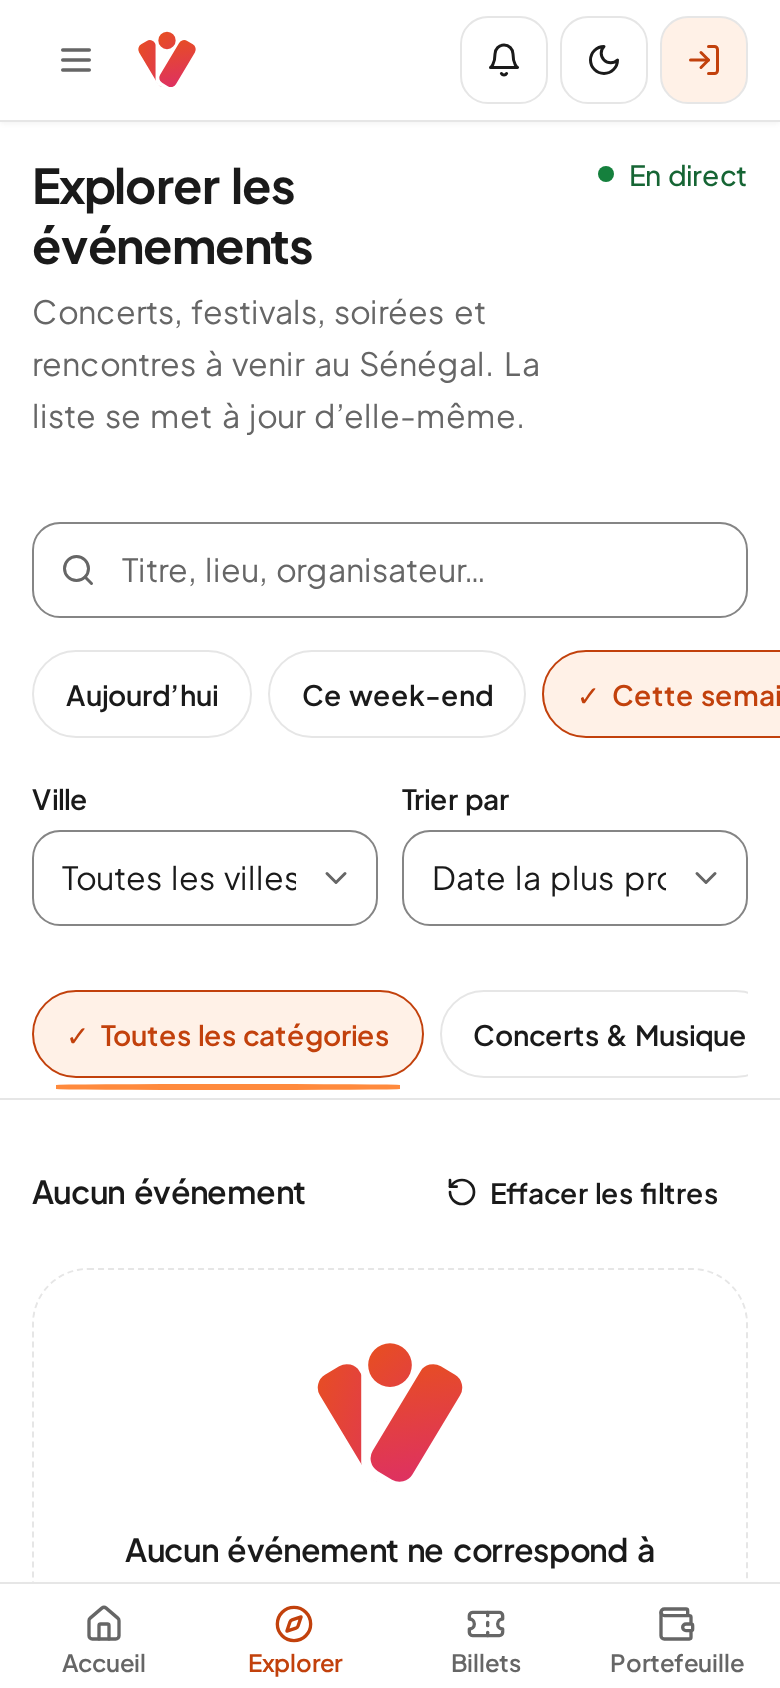 Explorer les
événements
En direct
Concerts, festivals, soirées et
rencontres à venir au Sénégal. La
liste se met à jour d’elle-même.
Titre, lieu, organisateur...
Aujourd’hui
Ce week-end
✓ Cette semai
Ville
Trier par
Toutes les villes
Date la plus pro
✓ Toutes les catégories
Concerts & Musique
Aucun événement
Effacer les filtres
Aucun événement ne correspond à
Accueil
Explorer
Billets
Portefeuille